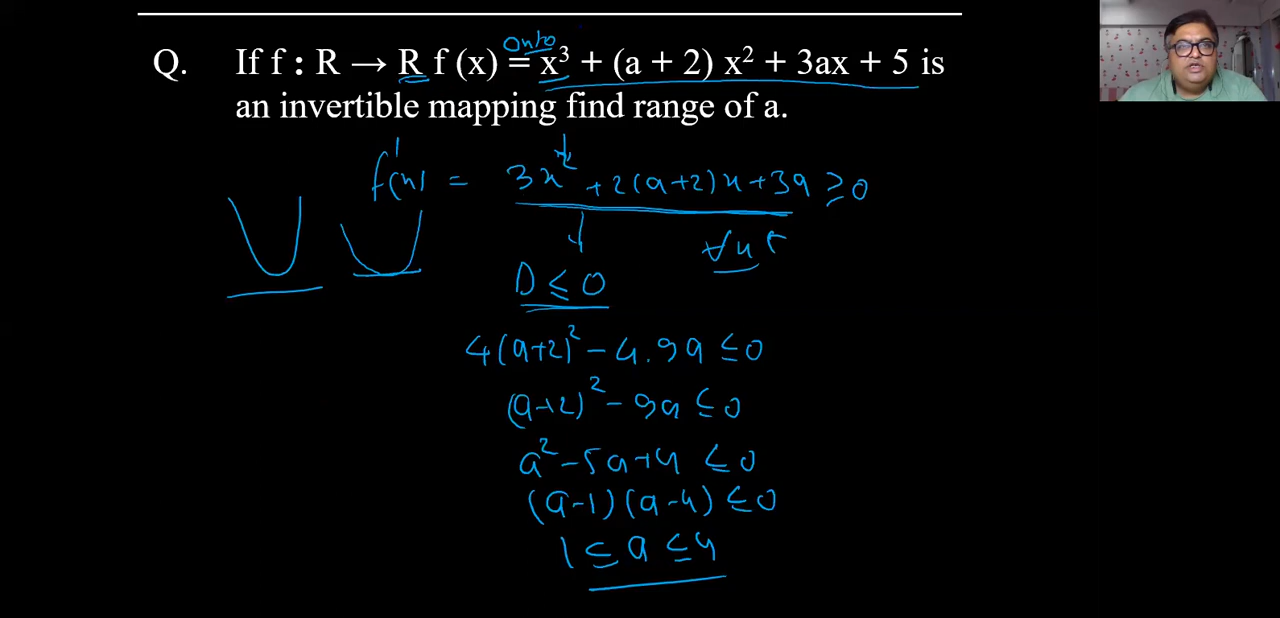 Q. If f : R → R f (x) = x³ + (a + 2) x² + 3ax + 5 is
onto
an invertible mapping find range of a.
f'(x) = 3x² + 2(a+2)x + 3a ≥ 0
∀ x ∈
D ≤ 0
4(a+2)² - 4.9a ≤ 0
(a+2)² - 9a ≤ 0
a² - 5a + 4 ≤ 0
(a-1)(a-4) ≤ 0
1 ≤ a ≤ 4